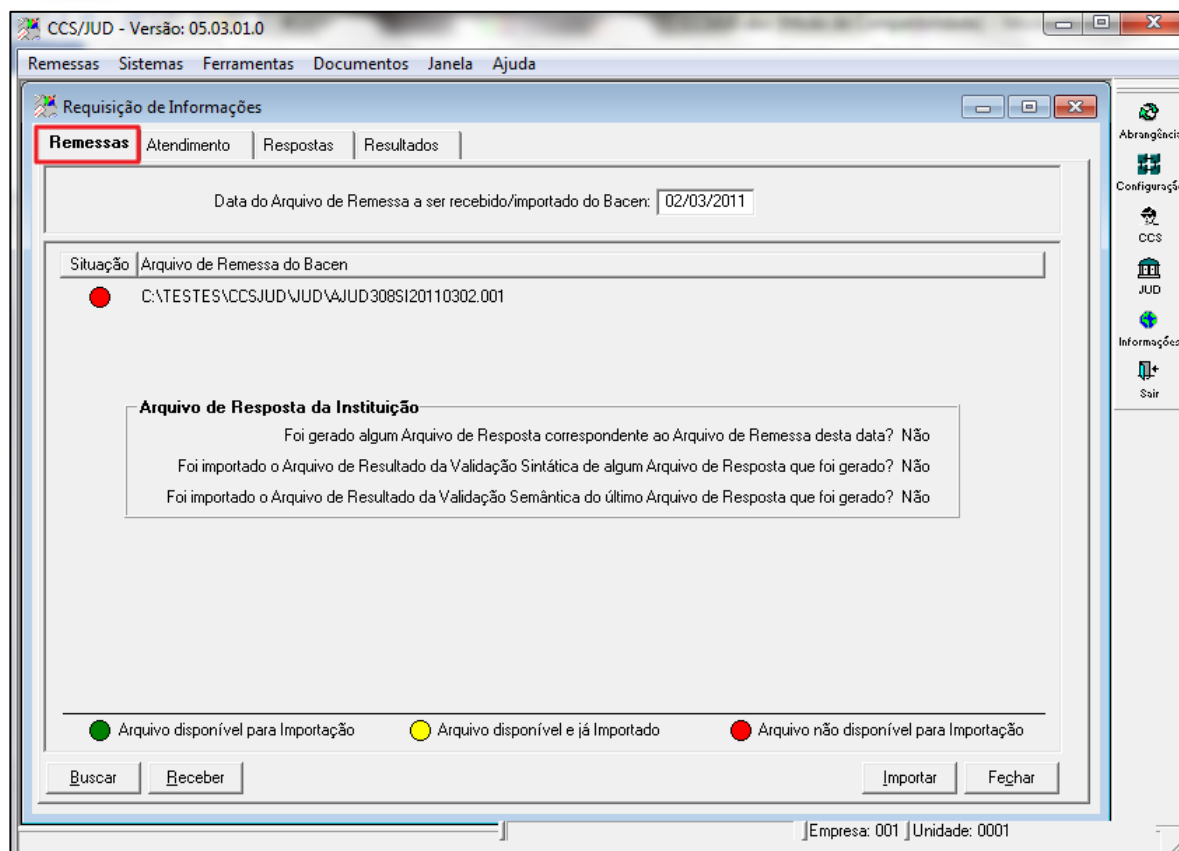 CCS/JUD - Versão: 05.03.01.0
Remessas Sistemas Ferramentas Documentos Janela Ajuda
Requisição de Informações
Remessas Atendimento Respostas Resultados
Data do Arquivo de Remessa a ser recebido/importado do Bacen: 02/03/2011
Situação Arquivo de Remessa do Bacen
C:\TESTES\CCSJUD\JUD\AJUD308SI20110302.001
Arquivo de Resposta da Instituição
Foi gerado algum Arquivo de Resposta correspondente ao Arquivo de Remessa desta data? Não
Foi importado o Arquivo de Resultado da Validação Sintática de algum Arquivo de Resposta que foi gerado? Não
Foi importado o Arquivo de Resultado da Validação Semântica do último Arquivo de Resposta que foi gerado? Não
Arquivo disponível para Importação Arquivo disponível e já Importado Arquivo não disponível para Importação
Buscar Receber Importar Fechar
Abrangência
Configuraçã
CCS
JUD
Informações
Sair
Empresa: 001 Unidade: 0001